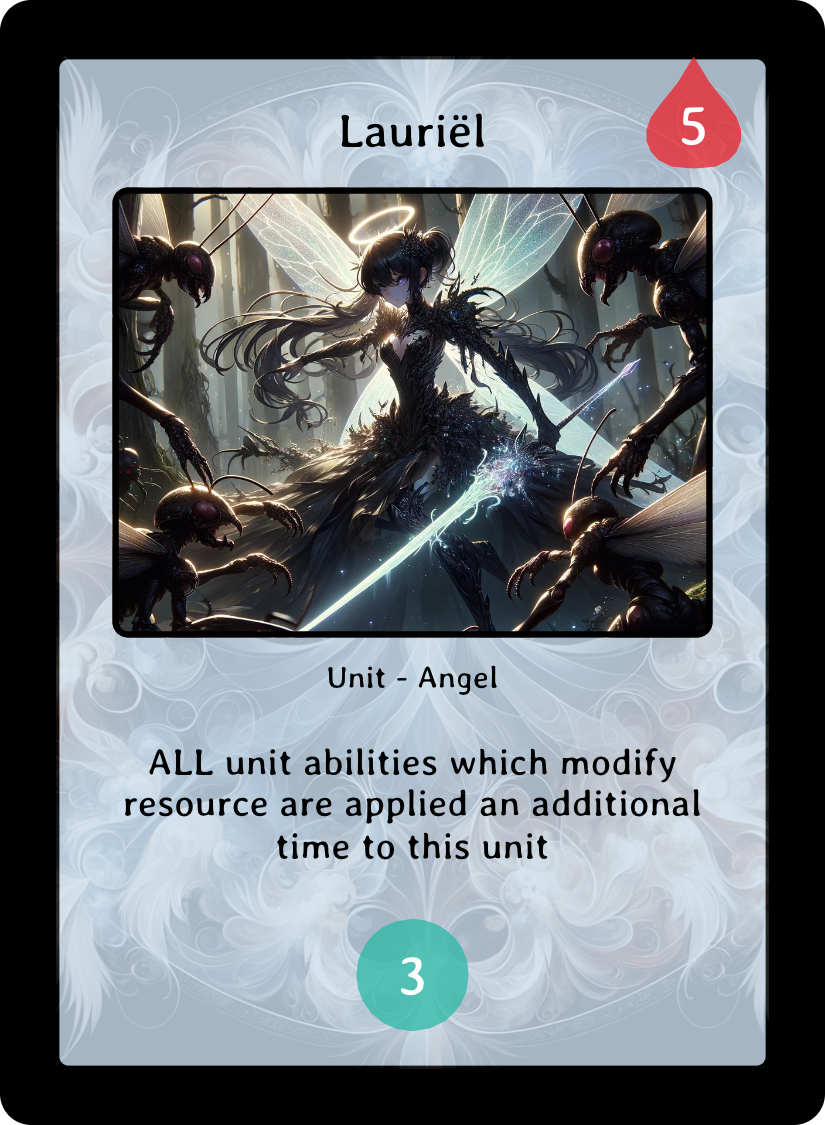 Lauriël
5
Unit - Angel
ALL unit abilities which modify
resource are applied an additional
time to this unit
3